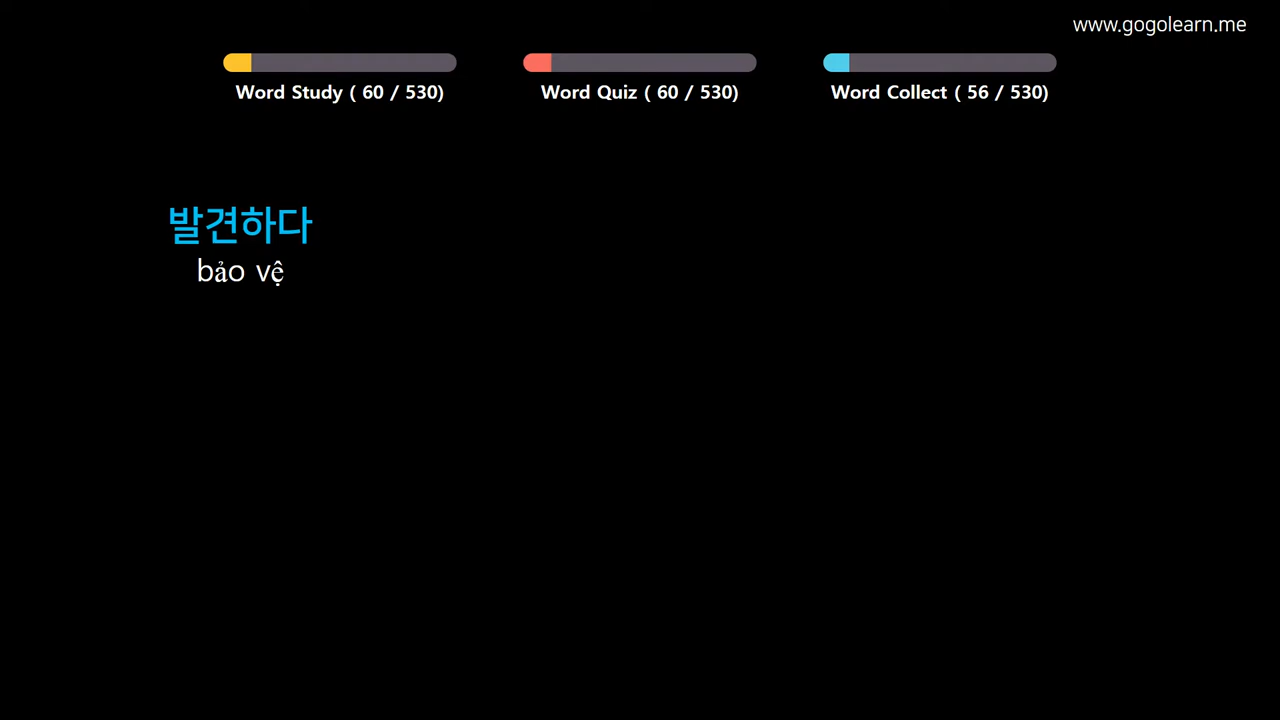 www.gogolearn.me
Word Study ( 60 / 530)
Word Quiz ( 60 / 530)
Word Collect ( 56 / 530)
발견하다
bảo vệ